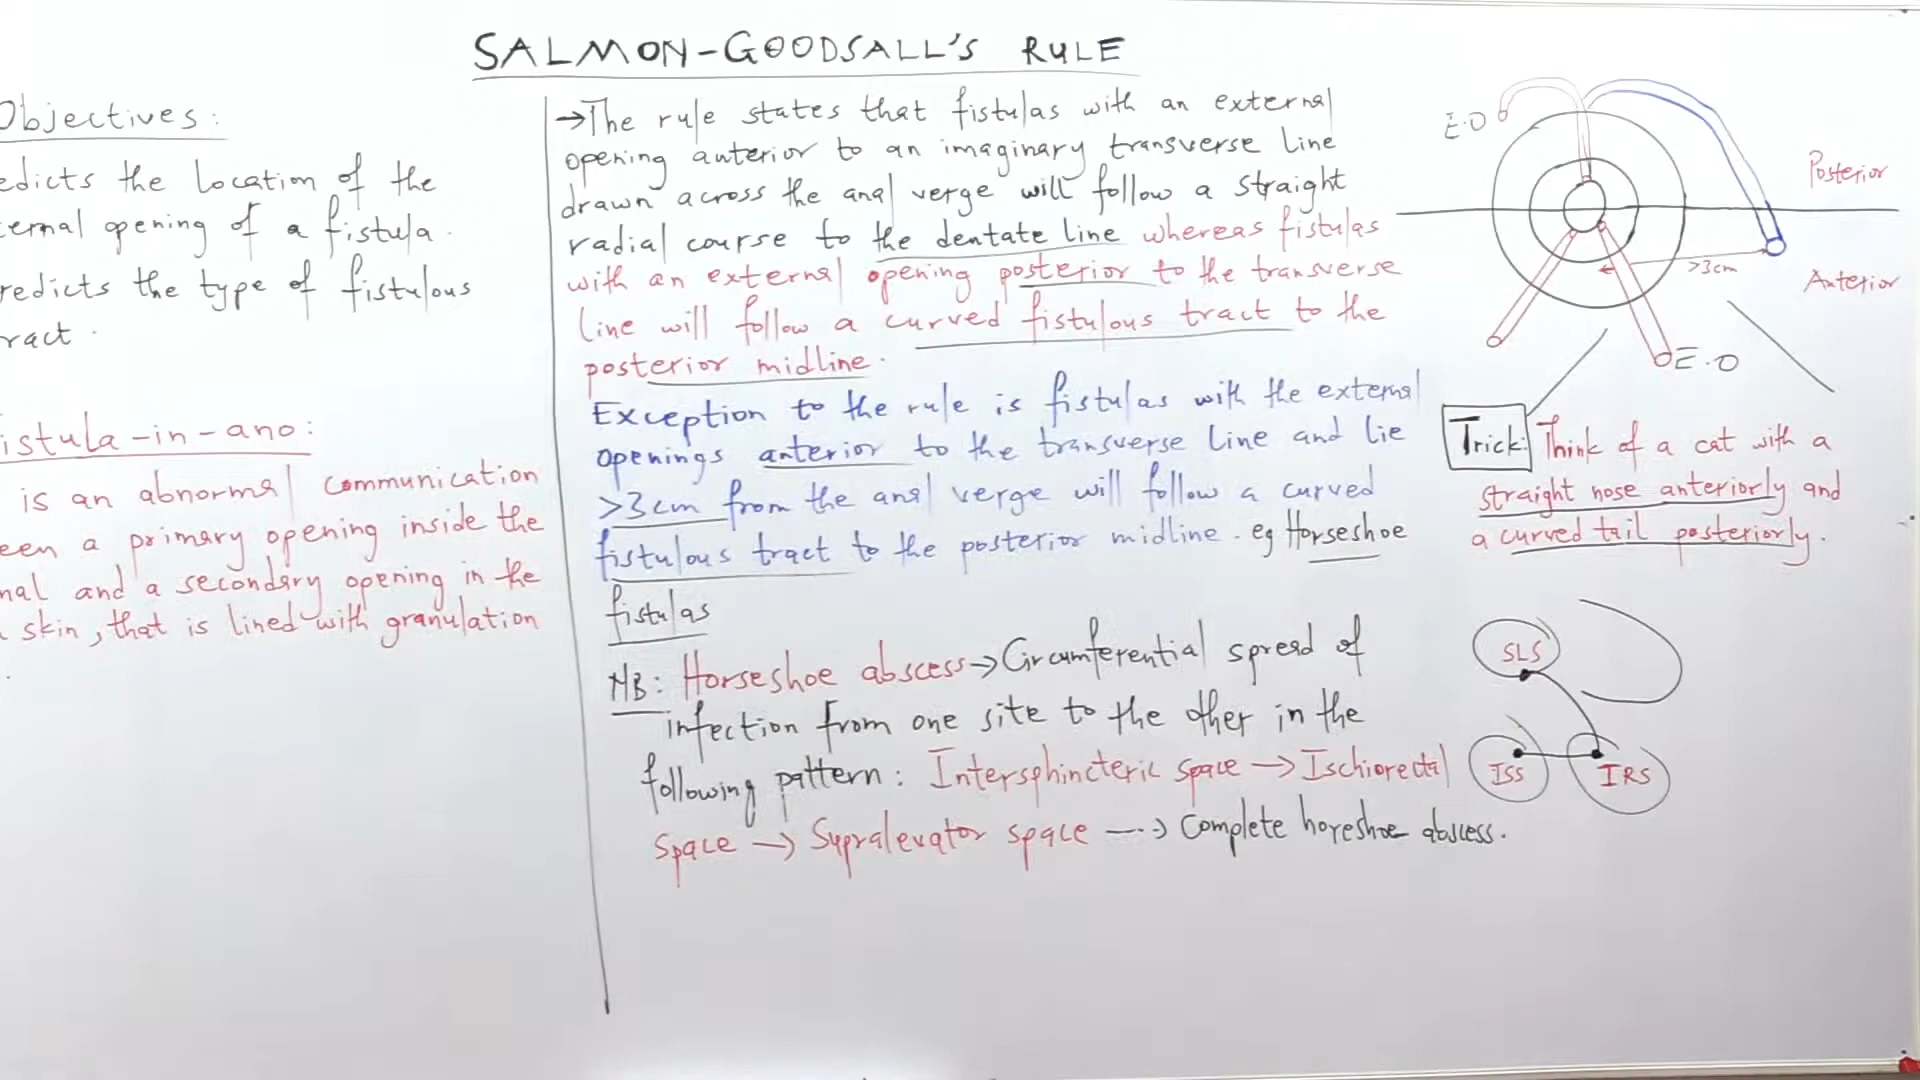 SALMON-GOODSALL'S RULE
Objectives:
edicts the location of the
ernal opening of a fistula.
redicts the type of fistulous
ract.
istula-in-ano:
is an abnormal communication
een a primary opening inside the
nal and a secondary opening in the
skin, that is lined with granulation
→The rule states that fistulas with an external
opening anterior to an imaginary transverse line
drawn across the anal verge will follow a straight
radial course to the dentate line whereas fistulas
with an external opening posterior to the transverse
line will follow a curved fistulous tract to the
posterior midline.
Exception to the rule is fistulas with the external
openings anterior to the transverse line and lie
>3cm from the anal verge will follow a curved
fistulous tract to the posterior midline. eg Horseshoe
fistulas
NB: Horseshoe abscess→Circumferential spread of
infection from one site to the other in the
following pattern: Intersphincteric space → Ischiorectal
space → Supralevator space --→ Complete horseshoe abscess.
E.O
Posterior
>3cm
Anterior
E.O
Trick: Think of a cat with a
straight nose anteriorly and
a curved tail posteriorly.
SLS
ISS
IRS